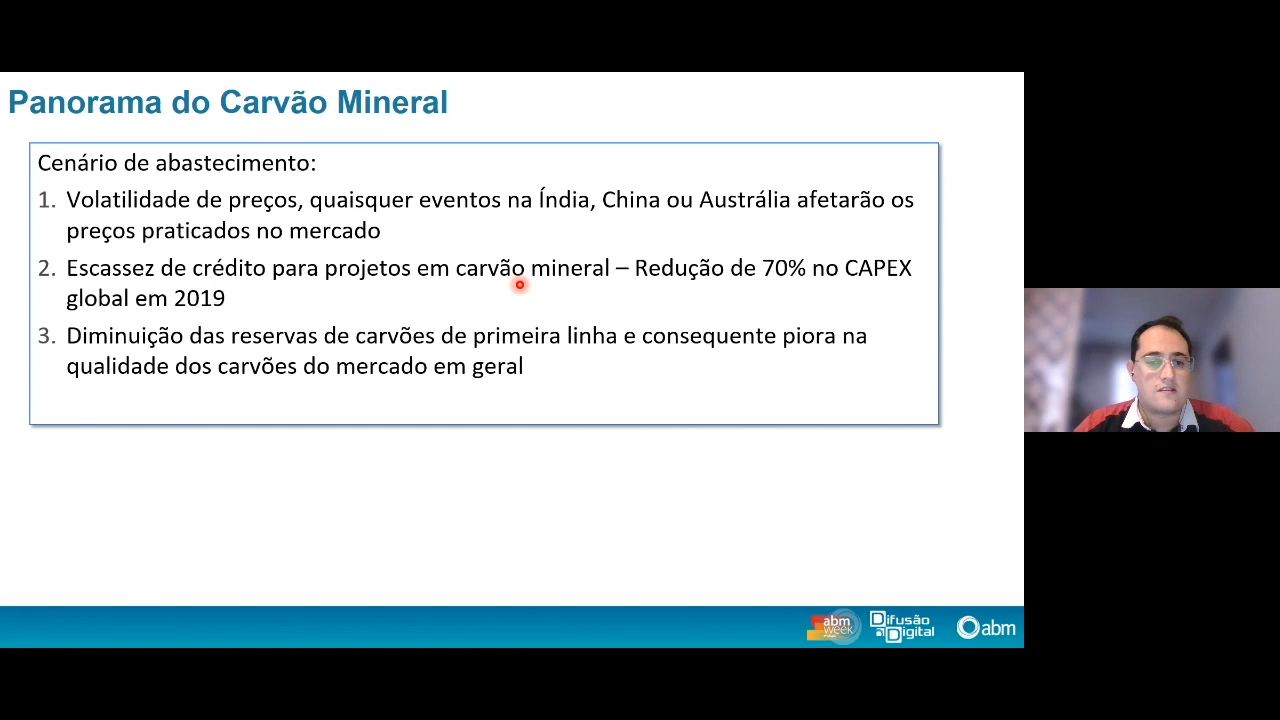 Panorama do Carvão Mineral
Cenário de abastecimento:
1. Volatilidade de preços, quaisquer eventos na Índia, China ou Austrália afetarão os
preços praticados no mercado
2. Escassez de crédito para projetos em carvão mineral – Redução de 70% no CAPEX
global em 2019
3. Diminuição das reservas de carvões de primeira linha e consequente piora na
qualidade dos carvões do mercado em geral
abm
week
Difusão
Digital
abm